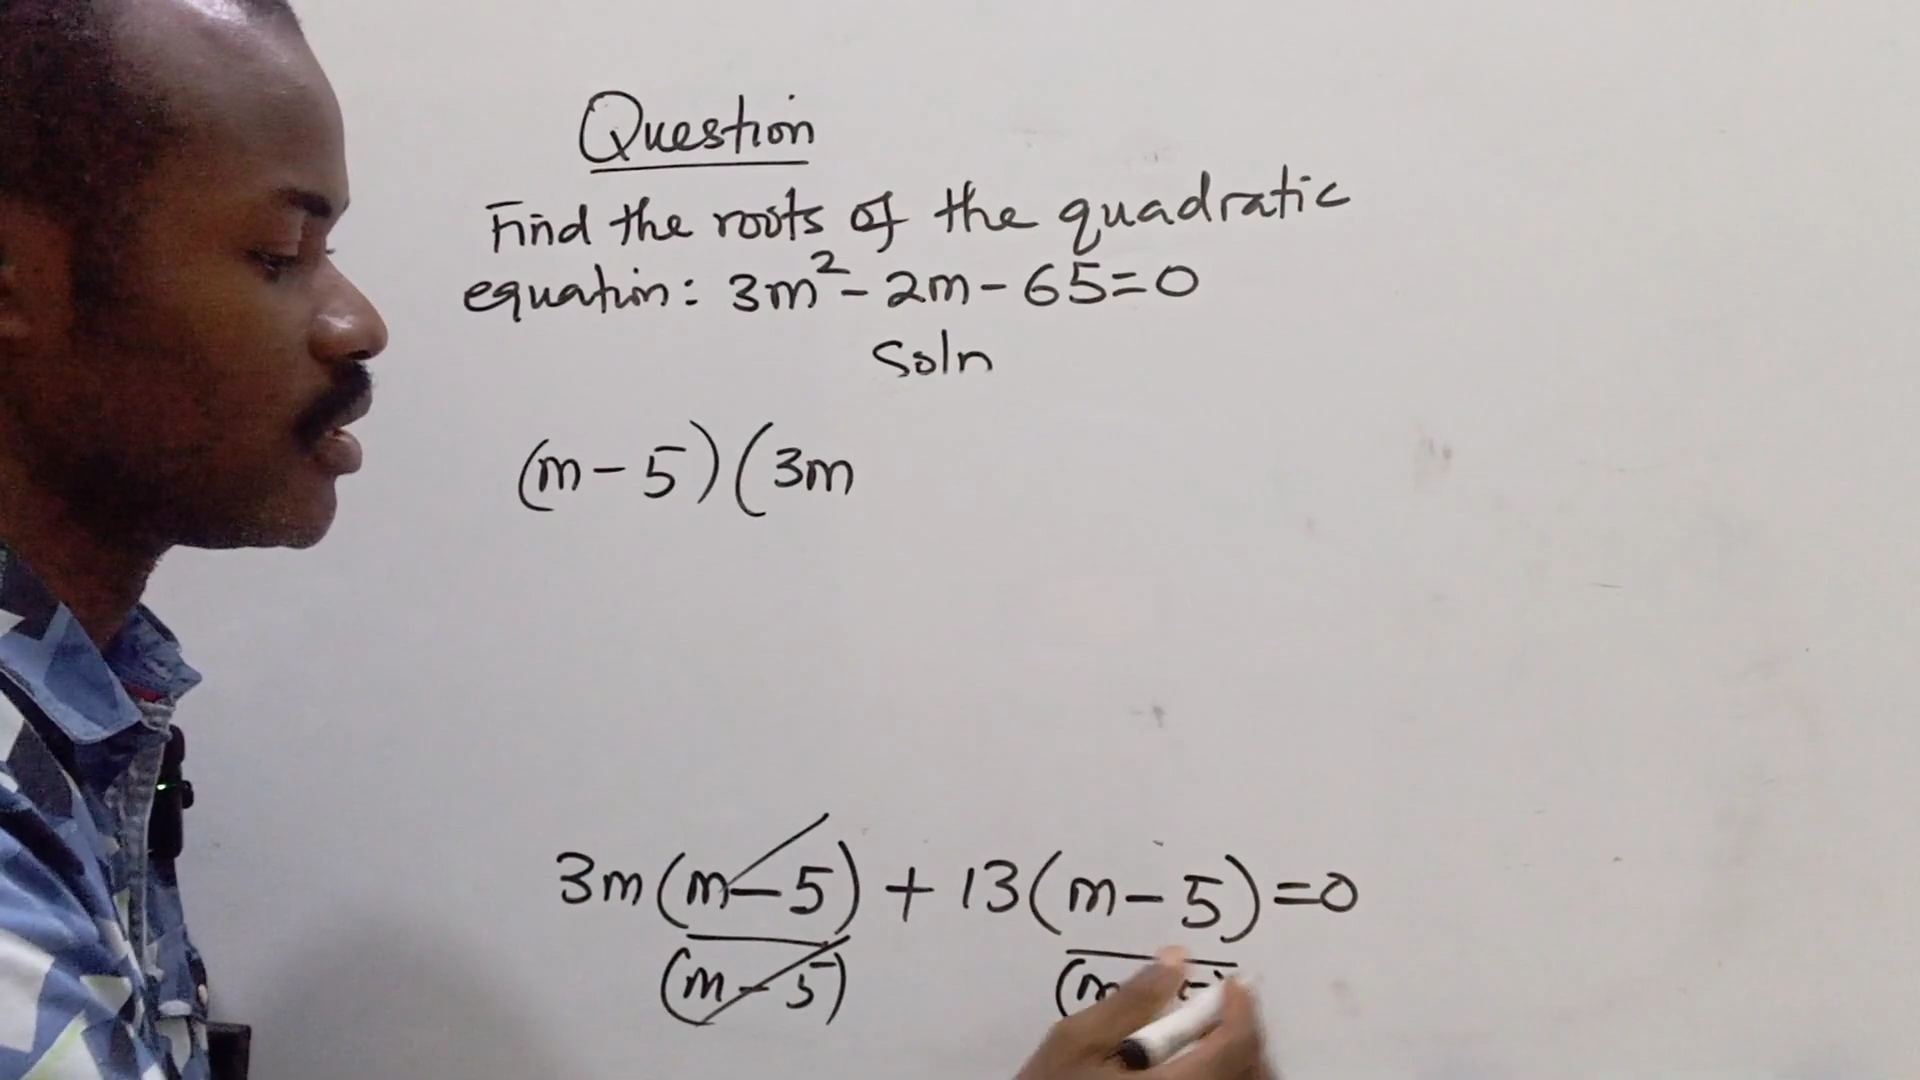 Question
Find the roots of the quadratic
equation: 3m² - 2m - 65 = 0
Soln
(m - 5) (3m
3m (m - 5) + 13 (m - 5) = 0
(m - 5) (m